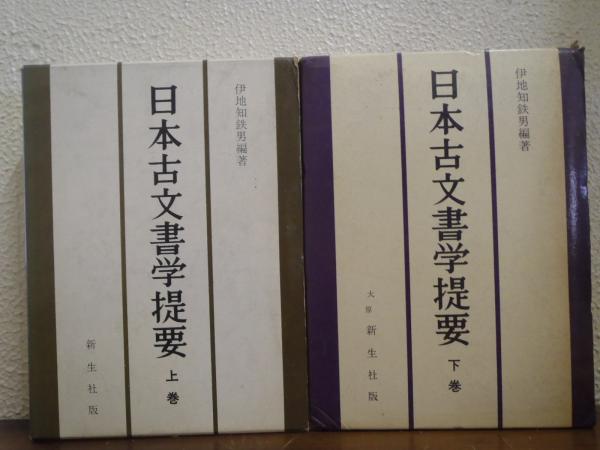 伊地知鉄男編著
日本古文書学提要
上巻
新生社版
伊地知鉄男編著
日本古文書学提要
下巻
大原
新生社版